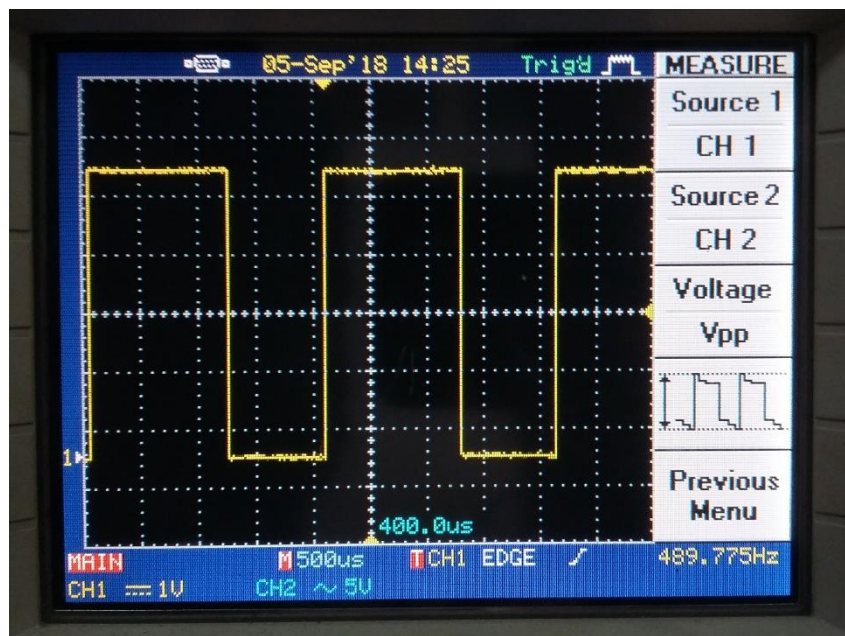 05-Sep'18 14:25 Trig'd
MEASURE
Source 1
CH 1
Source 2
CH 2
Voltage
Vpp
1
400.0us
Previous
Menu
MAIN M 500us T CH1 EDGE 489.775Hz
CH1 1V CH2 5V